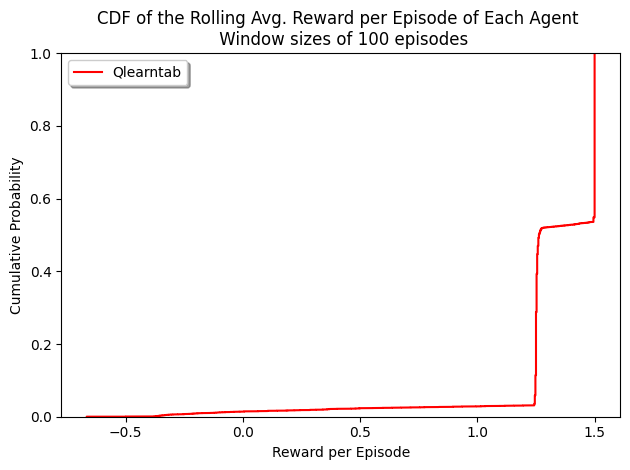 CDF of the Rolling Avg. Reward per Episode of Each Agent
Window sizes of 100 episodes
Qlearntab
Cumulative Probability
1.0
0.8
0.6
0.4
0.2
0.0
−0.5
0.0
0.5
1.0
1.5
Reward per Episode